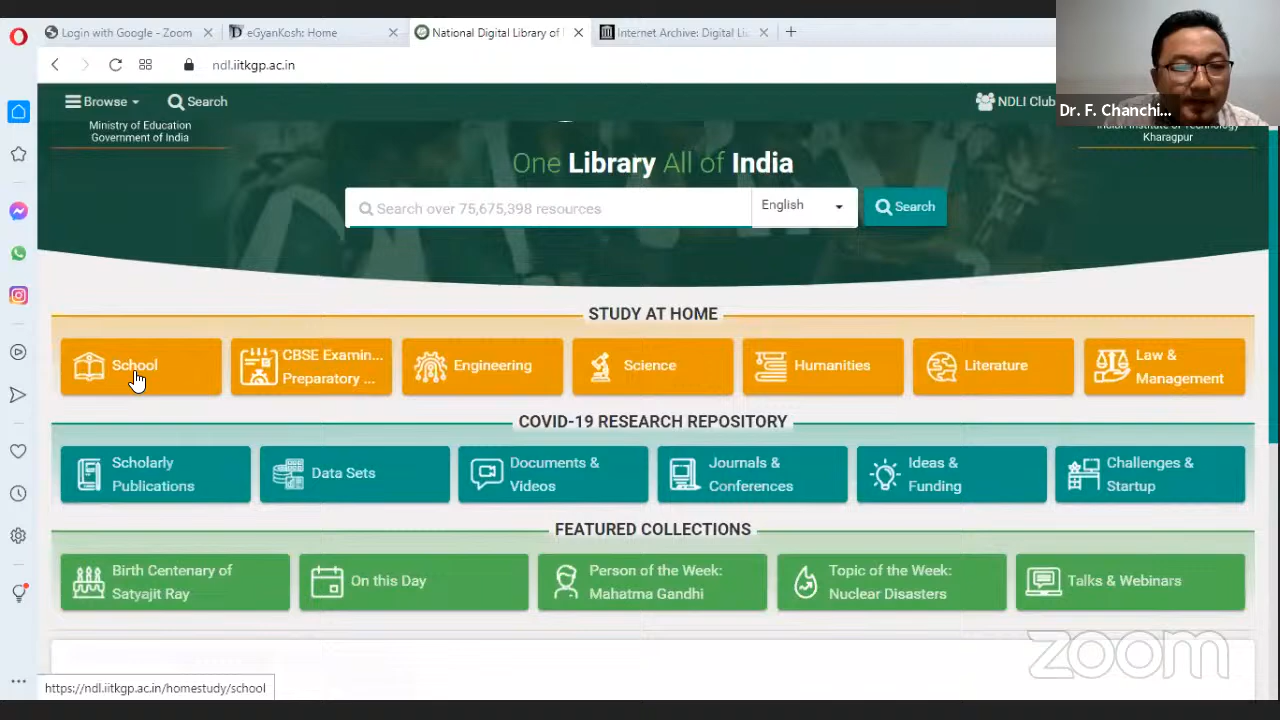 Login with Google - Zoom
eGyanKosh: Home
National Digital Library of
Internet Archive: Digital Li
ndl.iitkgp.ac.in
Browse
Search
NDLI Club
Dr. F. Chanchi...
Ministry of Education
Government of India
Kharagpur
One Library All of India
Search over 75,675,398 resources
English
Search
STUDY AT HOME
School
CBSE Examin...
Preparatory ...
Engineering
Science
Humanities
Literature
Law &
Management
COVID-19 RESEARCH REPOSITORY
Scholarly
Publications
Data Sets
Documents &
Videos
Journals &
Conferences
Ideas &
Funding
Challenges &
Startup
FEATURED COLLECTIONS
Birth Centenary of
Satyajit Ray
On this Day
Person of the Week:
Mahatma Gandhi
Topic of the Week:
Nuclear Disasters
Talks & Webinars
zoom
https://ndl.iitkgp.ac.in/homestudy/school